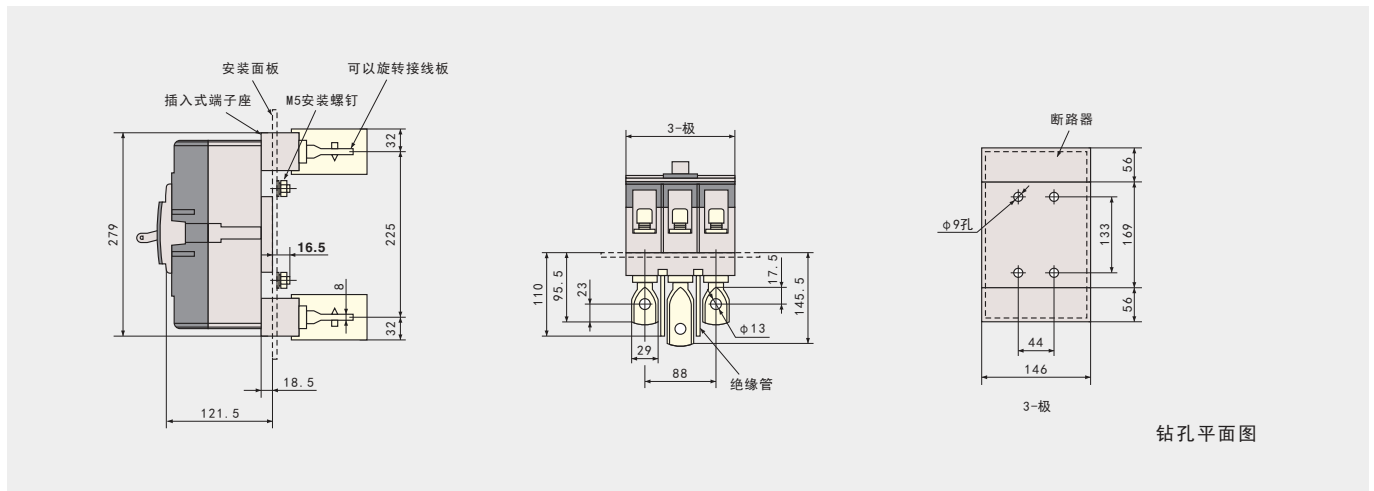 安装面板
可以旋转接线板
插入式端子座
M5安装螺钉
32
279
225
16.5
8
32
18.5
121.5
3-极
110
95.5
23
17.5
145.5
φ13
29
88
绝缘管
断路器
56
φ9孔
133
169
56
44
146
3-极
钻孔平面图